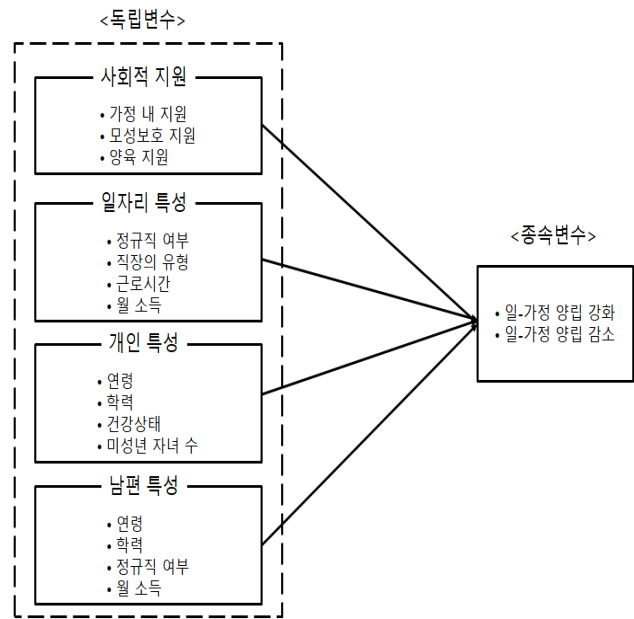 <독립변수>
사회적 지원
• 가정 내 지원
• 모성보호 지원
• 양육 지원
일자리 특성
• 정규직 여부
• 직장의 유형
• 근로시간
• 월 소득
개인 특성
• 연령
• 학력
• 건강상태
• 미성년 자녀 수
남편 특성
• 연령
• 학력
• 정규직 여부
• 월 소득
<종속변수>
• 일-가정 양립 강화
• 일-가정 양립 감소